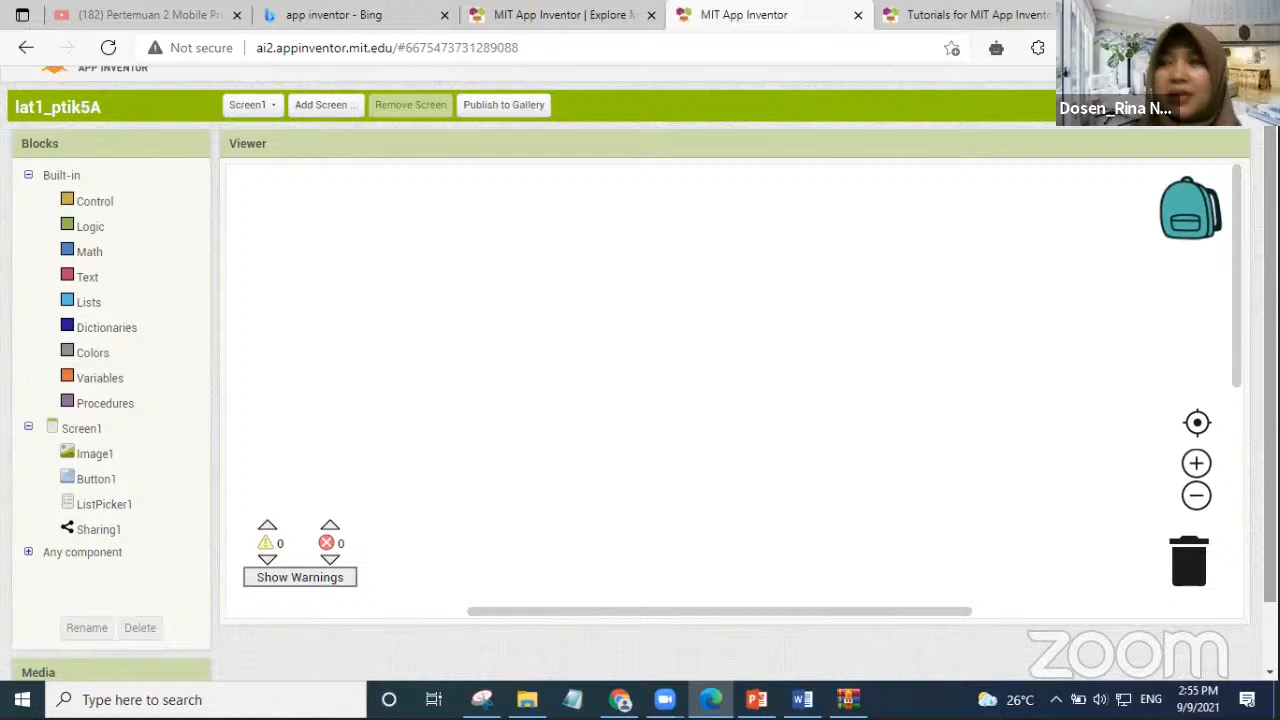 (182) Pertemuan 2 Mobile Pr
app inventor - Bing
MIT App Inventor | Explore M
MIT App Inventor
Tutorials for MIT App Invento
Not secure
ai2.appinventor.mit.edu/#6675473731289088
APP INVENTOR
lat1_ptik5A
Screen1
Add Screen ...
Remove Screen
Publish to Gallery
Dosen_Rina N...
Blocks
Viewer
Built-in
Control
Logic
Math
Text
Lists
Dictionaries
Colors
Variables
Procedures
Screen1
Image1
Button1
ListPicker1
Sharing1
Any component
0
0
Show Warnings
Rename
Delete
Media
zoom
Type here to search
26°C
ENG
2:55 PM
9/9/2021